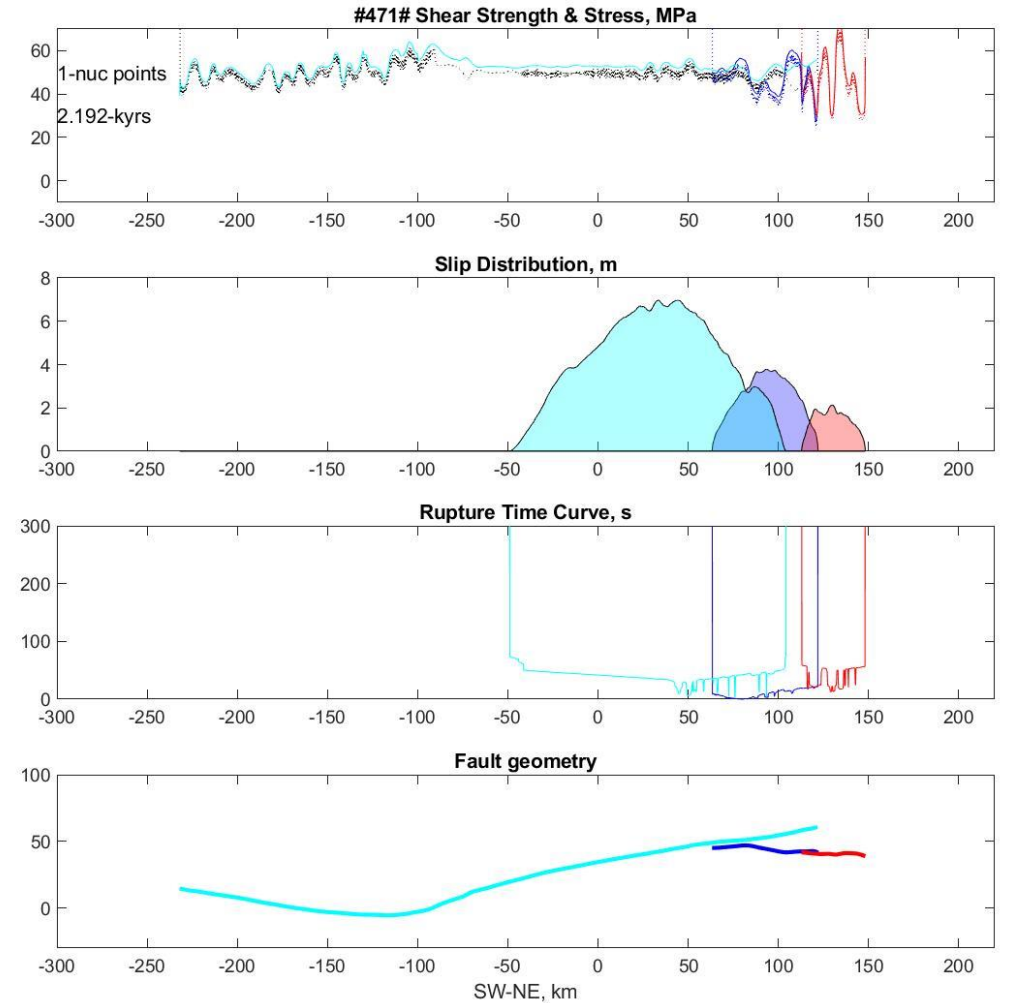 #471# Shear Strength & Stress, MPa
60
40
20
0
1-nuc points
2.192-kyrs
-300 -250 -200 -150 -100 -50 0 50 100 150 200
Slip Distribution, m
8
6
4
2
0
-300 -250 -200 -150 -100 -50 0 50 100 150 200
Rupture Time Curve, s
300
200
100
0
-300 -250 -200 -150 -100 -50 0 50 100 150 200
Fault geometry
100
50
0
-300 -250 -200 -150 -100 -50 0 50 100 150 200
SW-NE, km